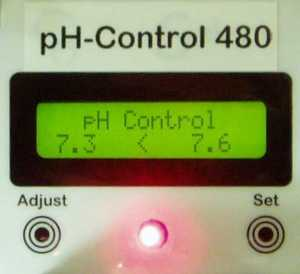 pH-Control 480
pH Control
7.3 < 7.6
Adjust Set